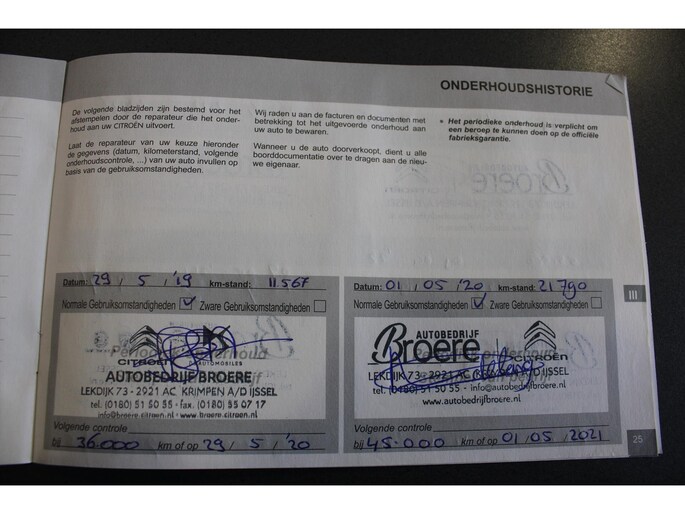 ONDERHOUDSHISTORIE
De volgende bladzijden zijn bestemd voor het
afstempelen door de reparateur die het onder-
houd aan uw CITROËN uitvoert.
Laat de reparateur van uw keuze hieronder
de gegevens (datum, kilometerstand, volgende
onderhoudscontrole, ...) van uw auto invullen op
basis van de gebruiksomstandigheden.
Wij raden u aan de facturen en documenten met
betrekking tot het uitgevoerde onderhoud aan
uw auto te bewaren.
Wanneer u de auto doorverkoopt, dient u alle
boorddocumentatie over te dragen aan de nieu-
we eigenaar.
• Het periodieke onderhoud is verplicht om
een beroep te kunnen doen op de officiële
fabrieksgarantie.
Datum: 29 / 5 / '19 km-stand: 11567
Normale Gebruiksomstandigheden Zware Gebruiksomstandigheden
Periodiek onderhoud
CITROËN AUTOMOBILES
AUTOBEDRIJF BROERE
LEKDIJK 73 - 2921 AC KRIMPEN A/D IJSSEL
tel. (0180) 51 50 55 - fax. (0180) 55 07 17
info@broere.citroen.nl - www.broere.citroen.nl
Volgende controle
bij 36000 km of op 29 / 5 / '20
Datum: 01 / 05 / '20 km-stand: 21790
Normale Gebruiksomstandigheden Zware Gebruiksomstandigheden
AUTOBEDRIJF
Broere
CITROËN
LEKDIJK 73 - 2921 AC KRIMPEN A/D IJSSEL
tel. (0180) 51 50 55 - info@autobedrijfbroere.nl
www.autobedrijfbroere.nl
Volgende controle
bij 45.000 km of op 01 / 05 / 2021
III
25